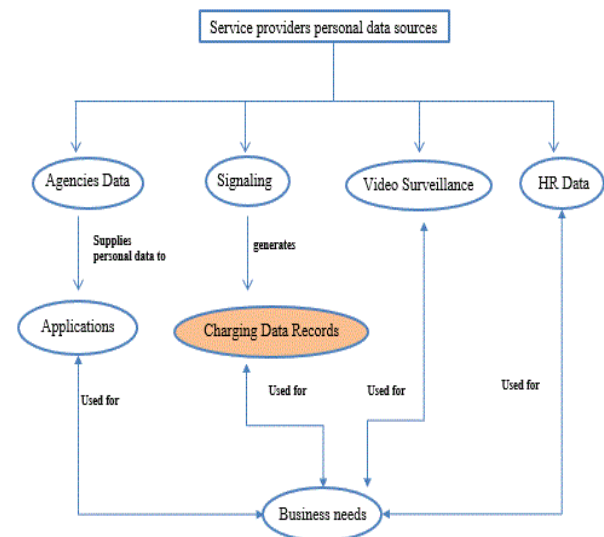 Service providers personal data sources
Agencies Data
Signaling
Video Surveillance
HR Data
Supplies
personal data to
generates
Applications
Charging Data Records
Used for
Used for
Used for
Used for
Business needs